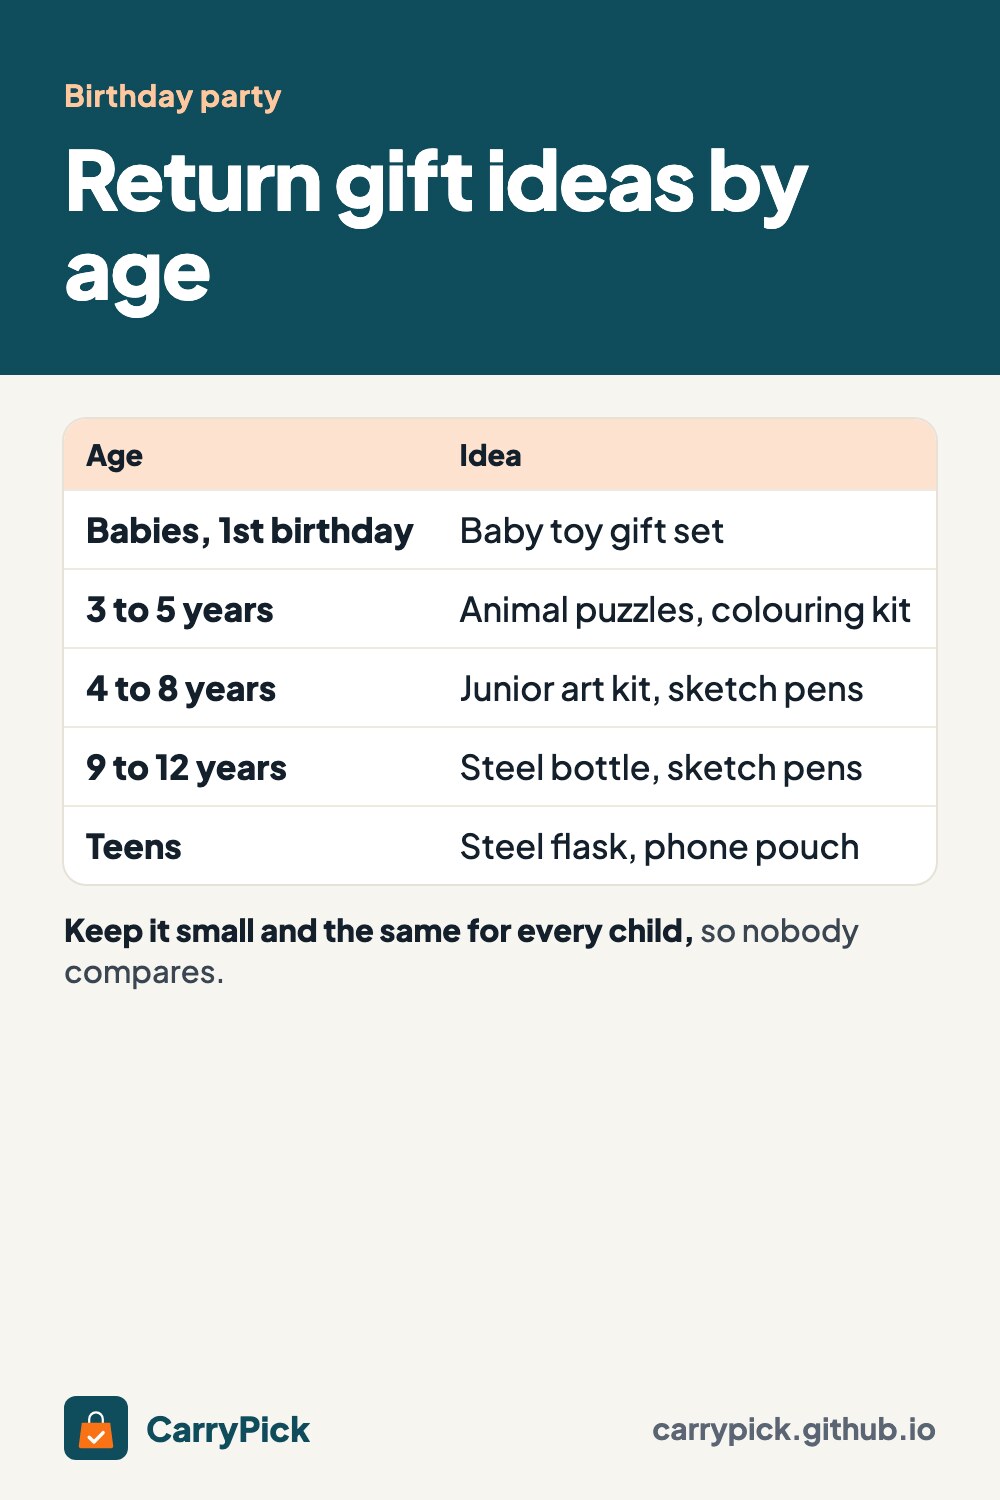 Birthday party
Return gift ideas by
age
Age Idea
Babies, 1st birthday Baby toy gift set
3 to 5 years Animal puzzles, colouring kit
4 to 8 years Junior art kit, sketch pens
9 to 12 years Steel bottle, sketch pens
Teens Steel flask, phone pouch
Keep it small and the same for every child, so nobody
compares.
CarryPick carrypick.github.io